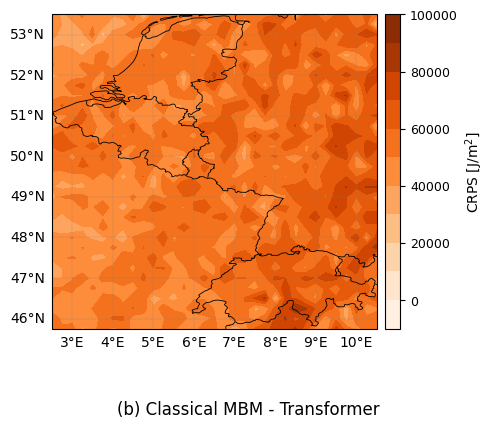 53°N
52°N
51°N
50°N
49°N
48°N
47°N
46°N
3°E 4°E 5°E 6°E 7°E 8°E 9°E 10°E
100000
80000
60000
40000
20000
0
CRPS [J/m²]
(b) Classical MBM - Transformer